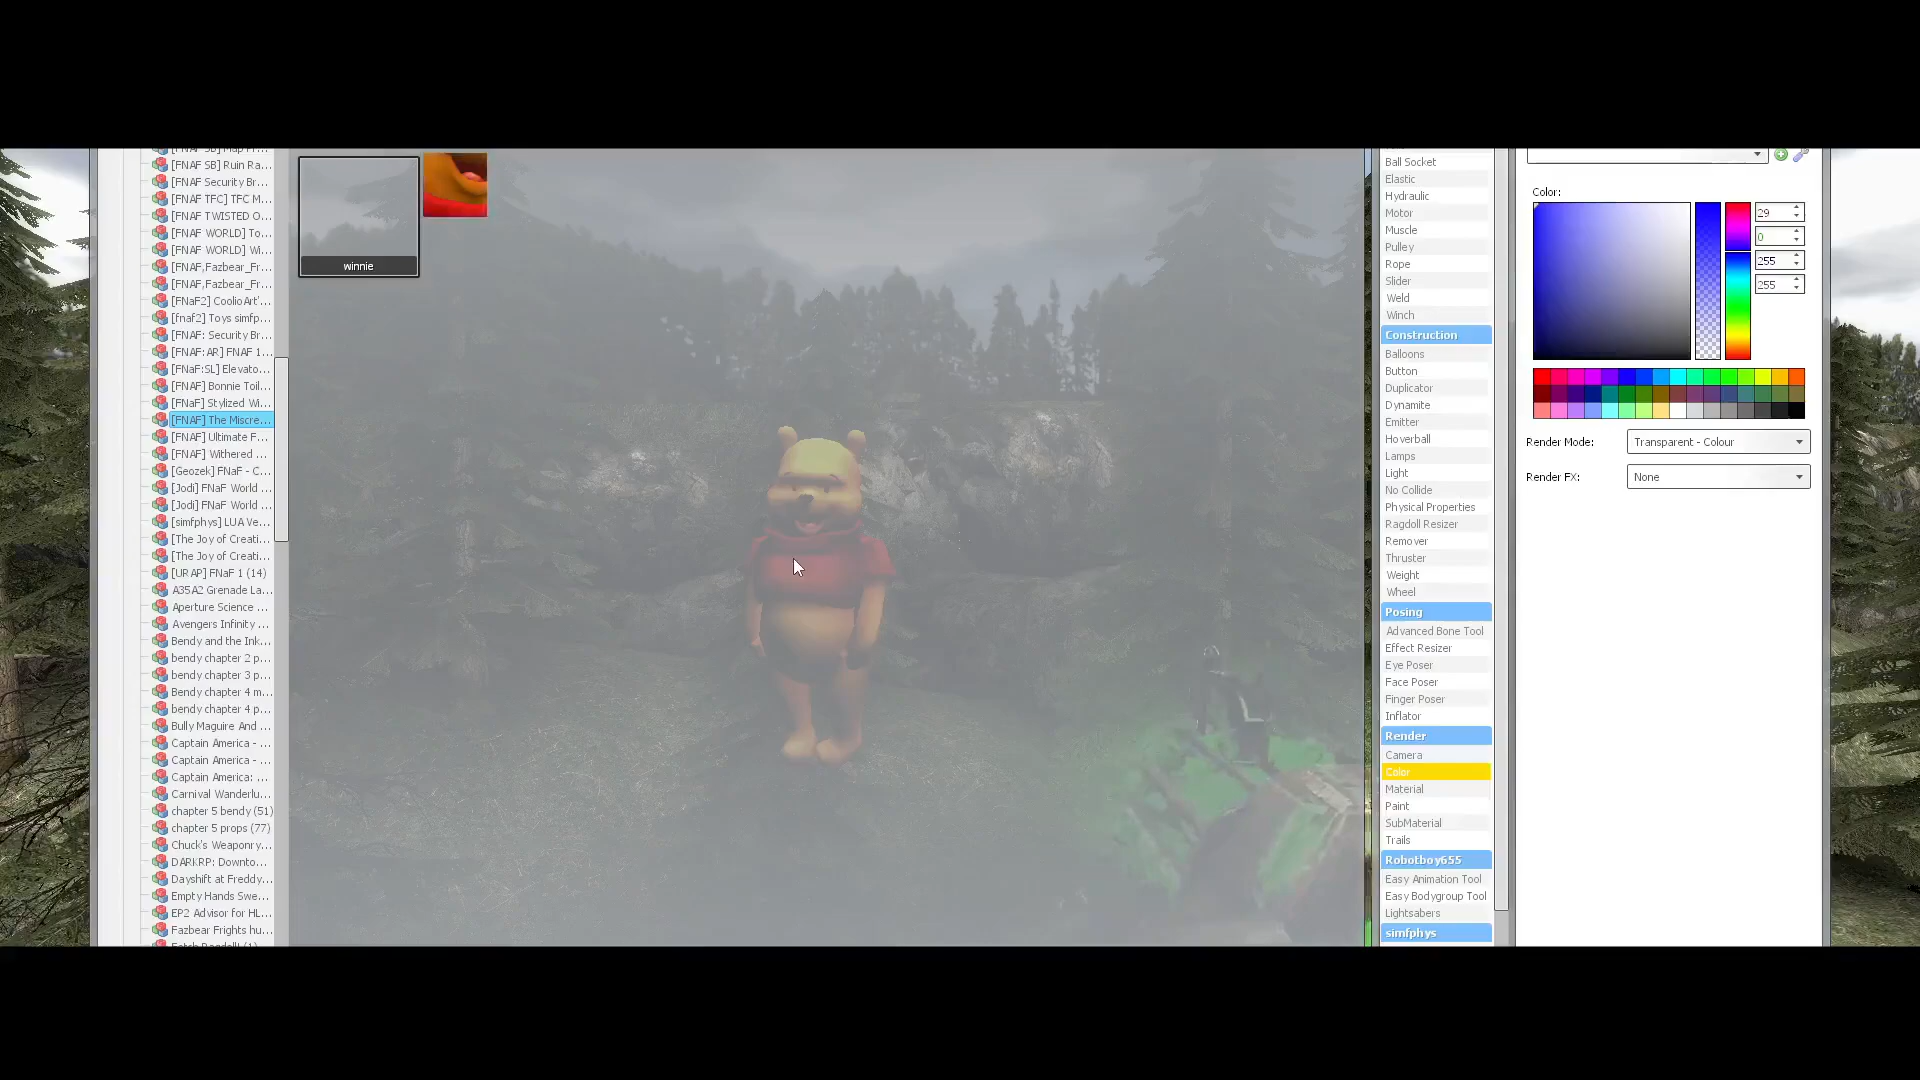 [FNAF SB] Map Pr...
[FNAF SB] Ruin Ra...
[FNAF Security Br...
[FNAF TFC] TFC M...
[FNAF TWISTED O...
[FNAF WORLD] To...
[FNAF WORLD] Wi...
[FNAF,Fazbear_Fr...
[FNAF,Fazbear_Fr...
[FNaF2] CoolioArt'...
[fnaf2] Toys simfp...
[FNAF: Security Br...
[FNAF:AR] FNAF 1...
[FNaF:SL] Elevato...
[FNAF] Bonnie Toil...
[FNaF] Stylized Wi...
[FNAF] The Miscre...
[FNAF] Ultimate F...
[FNAF] Withered ...
[Geozek] FNaF - C...
[Jodi] FNaF World ...
[Jodi] FNaF World ...
[simfphys] LUA Ve...
[The Joy of Creati...
[The Joy of Creati...
[URAP] FNaF 1 (14)
A35A2 Grenade La...
Aperture Science ...
Avengers Infinity ...
Bendy and the Ink...
bendy chapter 2 p...
bendy chapter 3 p...
Bendy chapter 4 m...
bendy chapter 4 p...
Bully Maguire And ...
Captain America - ...
Captain America - ...
Captain America: ...
Carnival Wanderlu...
chapter 5 bendy (51)
chapter 5 props (77)
Chuck's Weaponry...
DARKRP: Downto...
Dayshift at Freddy...
Empty Hands Swe...
EP2 Advisor for HL...
Fazbear Frights hu...
winnie
Ball Socket
Elastic
Hydraulic
Motor
Muscle
Pulley
Rope
Slider
Weld
Winch
Construction
Balloons
Button
Duplicator
Dynamite
Emitter
Hoverball
Lamps
Light
No Collide
Physical Properties
Ragdoll Resizer
Remover
Thruster
Weight
Wheel
Posing
Advanced Bone Tool
Effect Resizer
Eye Poser
Face Poser
Finger Poser
Inflator
Render
Camera
Color
Material
Paint
SubMaterial
Trails
Robotboy655
Easy Animation Tool
Easy Bodygroup Tool
Lightsabers
simfphys
Color:
29
0
255
255
Render Mode: Transparent - Colour
Render FX: None